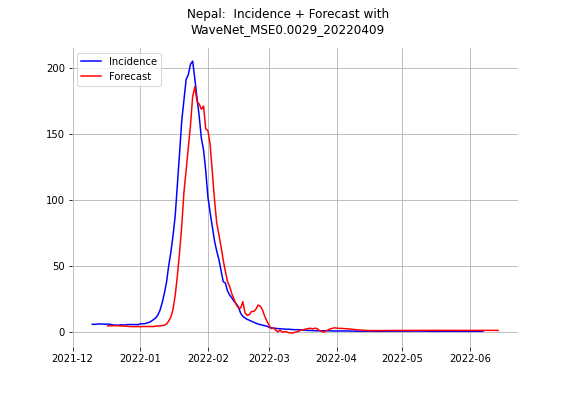 Nepal:  Incidence + Forecast with
WaveNet_MSE0.0029_20220409
Incidence
Forecast
200
150
100
50
0
2021-12 2022-01 2022-02 2022-03 2022-04 2022-05 2022-06